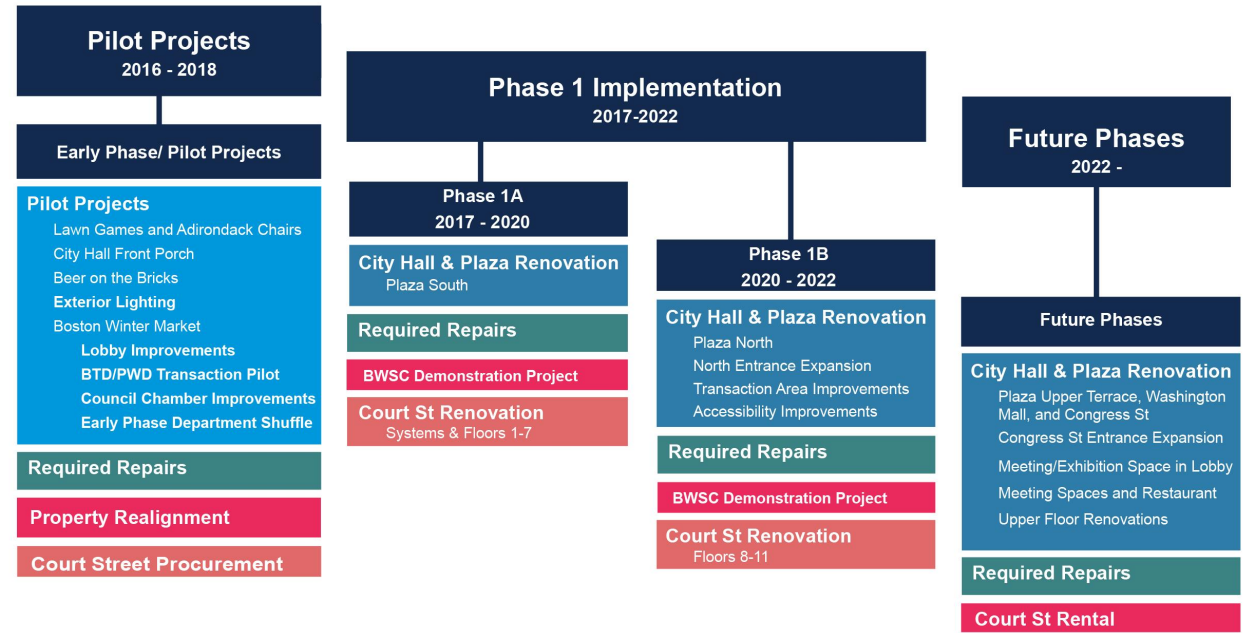 Pilot Projects
2016 - 2018
Early Phase/ Pilot Projects
Pilot Projects
Lawn Games and Adirondack Chairs
City Hall Front Porch
Beer on the Bricks
Exterior Lighting
Boston Winter Market
Lobby Improvements
BTD/PWD Transaction Pilot
Council Chamber Improvements
Early Phase Department Shuffle
Required Repairs
Property Realignment
Court Street Procurement
Phase 1 Implementation
2017-2022
Phase 1A
2017 - 2020
City Hall & Plaza Renovation
Plaza South
Required Repairs
BWSC Demonstration Project
Court St Renovation
Systems & Floors 1-7
Phase 1B
2020 - 2022
City Hall & Plaza Renovation
Plaza North
North Entrance Expansion
Transaction Area Improvements
Accessibility Improvements
Required Repairs
BWSC Demonstration Project
Court St Renovation
Floors 8-11
Future Phases
2022 -
Future Phases
City Hall & Plaza Renovation
Plaza Upper Terrace, Washington
Mall, and Congress St
Congress St Entrance Expansion
Meeting/Exhibition Space in Lobby
Meeting Spaces and Restaurant
Upper Floor Renovations
Required Repairs
Court St Rental